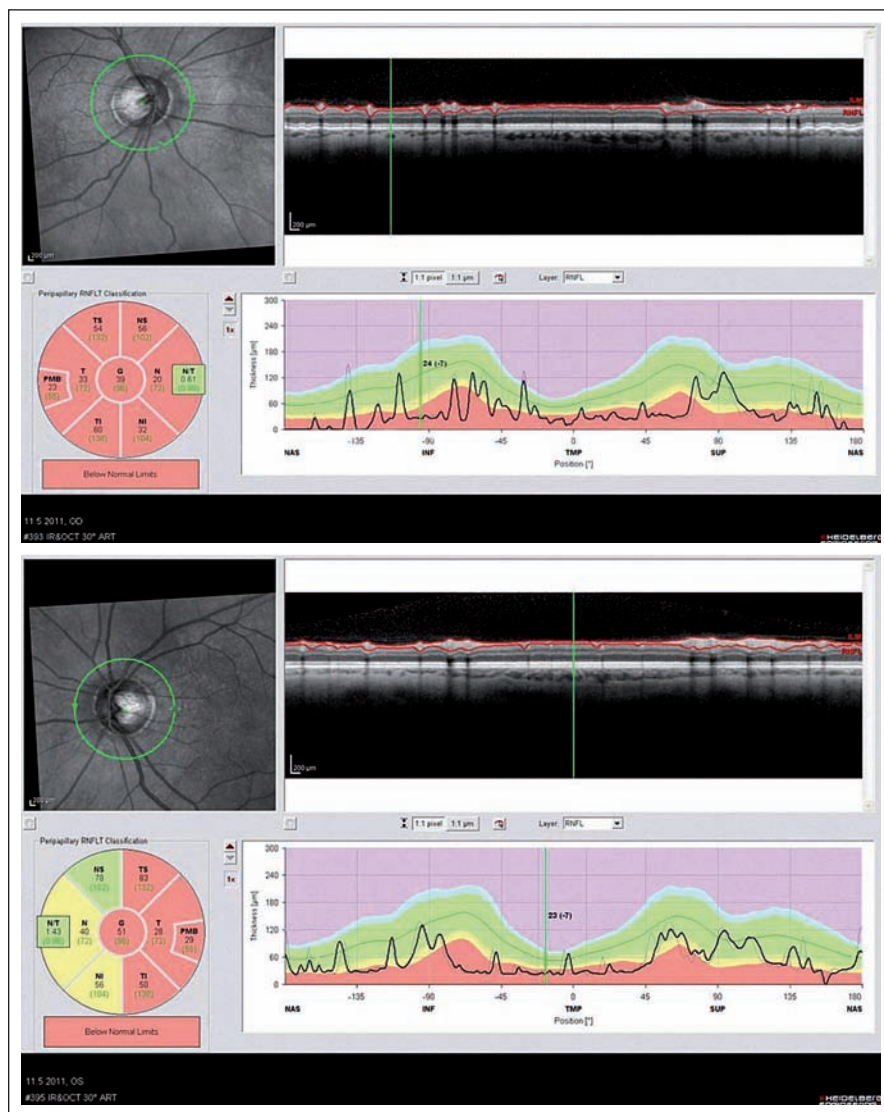 200 µm
ILM
RNFL
200 µm
1:1 pixel 1:1 µm Layer: RNFL
Peripapillary RNFLT Classification
TS
54
(132)
NS
56
(102)
PMB
23
(55)
T
33
(72)
G
39
(96)
N
20
(72)
N/T
0.61
TI
60
NI
32
(104)
Below Normal Limits
1x
Thickness [µm]
300
240
180
120
60
0
24 (-7)
-135 -90 -45 0 45 90 135 180
NAS INF TMP SUP NAS
Position [°]
11.5 2011, OD
#393 IR&OCT 30° ART
HEIDELBERG
200 µm
RNFL
200 µm
1:1 pixel 1:1 µm Layer: RNFL
Peripapillary RNFLT Classification
NS
78
(102)
TS
83
(132)
N/T
1.43
N
40
(72)
G
51
(96)
T
28
(72)
PMB
29
(55)
NI
56
(104)
TI
50
Below Normal Limits
1x
Thickness [µm]
300
240
180
120
60
0
23 (-7)
-135 -90 -45 0 45 90 135 180
NAS INF TMP SUP NAS
Position [°]
11.5 2011, OS
#395 IR&OCT 30° ART
HEIDELBERG